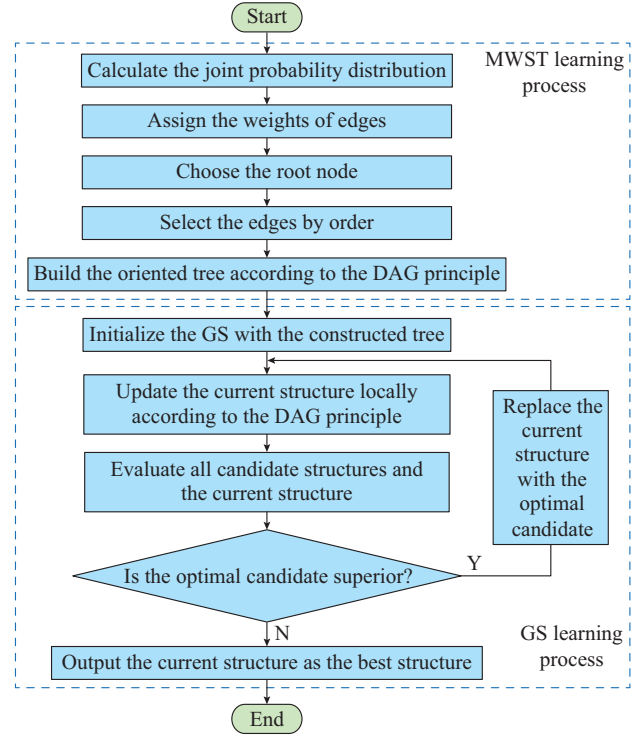 Start
MWST learning
process
Calculate the joint probability distribution
Assign the weights of edges
Choose the root node
Select the edges by order
Build the oriented tree according to the DAG principle
Initialize the GS with the constructed tree
Update the current structure locally
according to the DAG principle
Replace the
current
structure
with the
optimal
candidate
Evaluate all candidate structures and
the current structure
Is the optimal candidate superior?
Y
N
Output the current structure as the best structure
GS learning
process
End